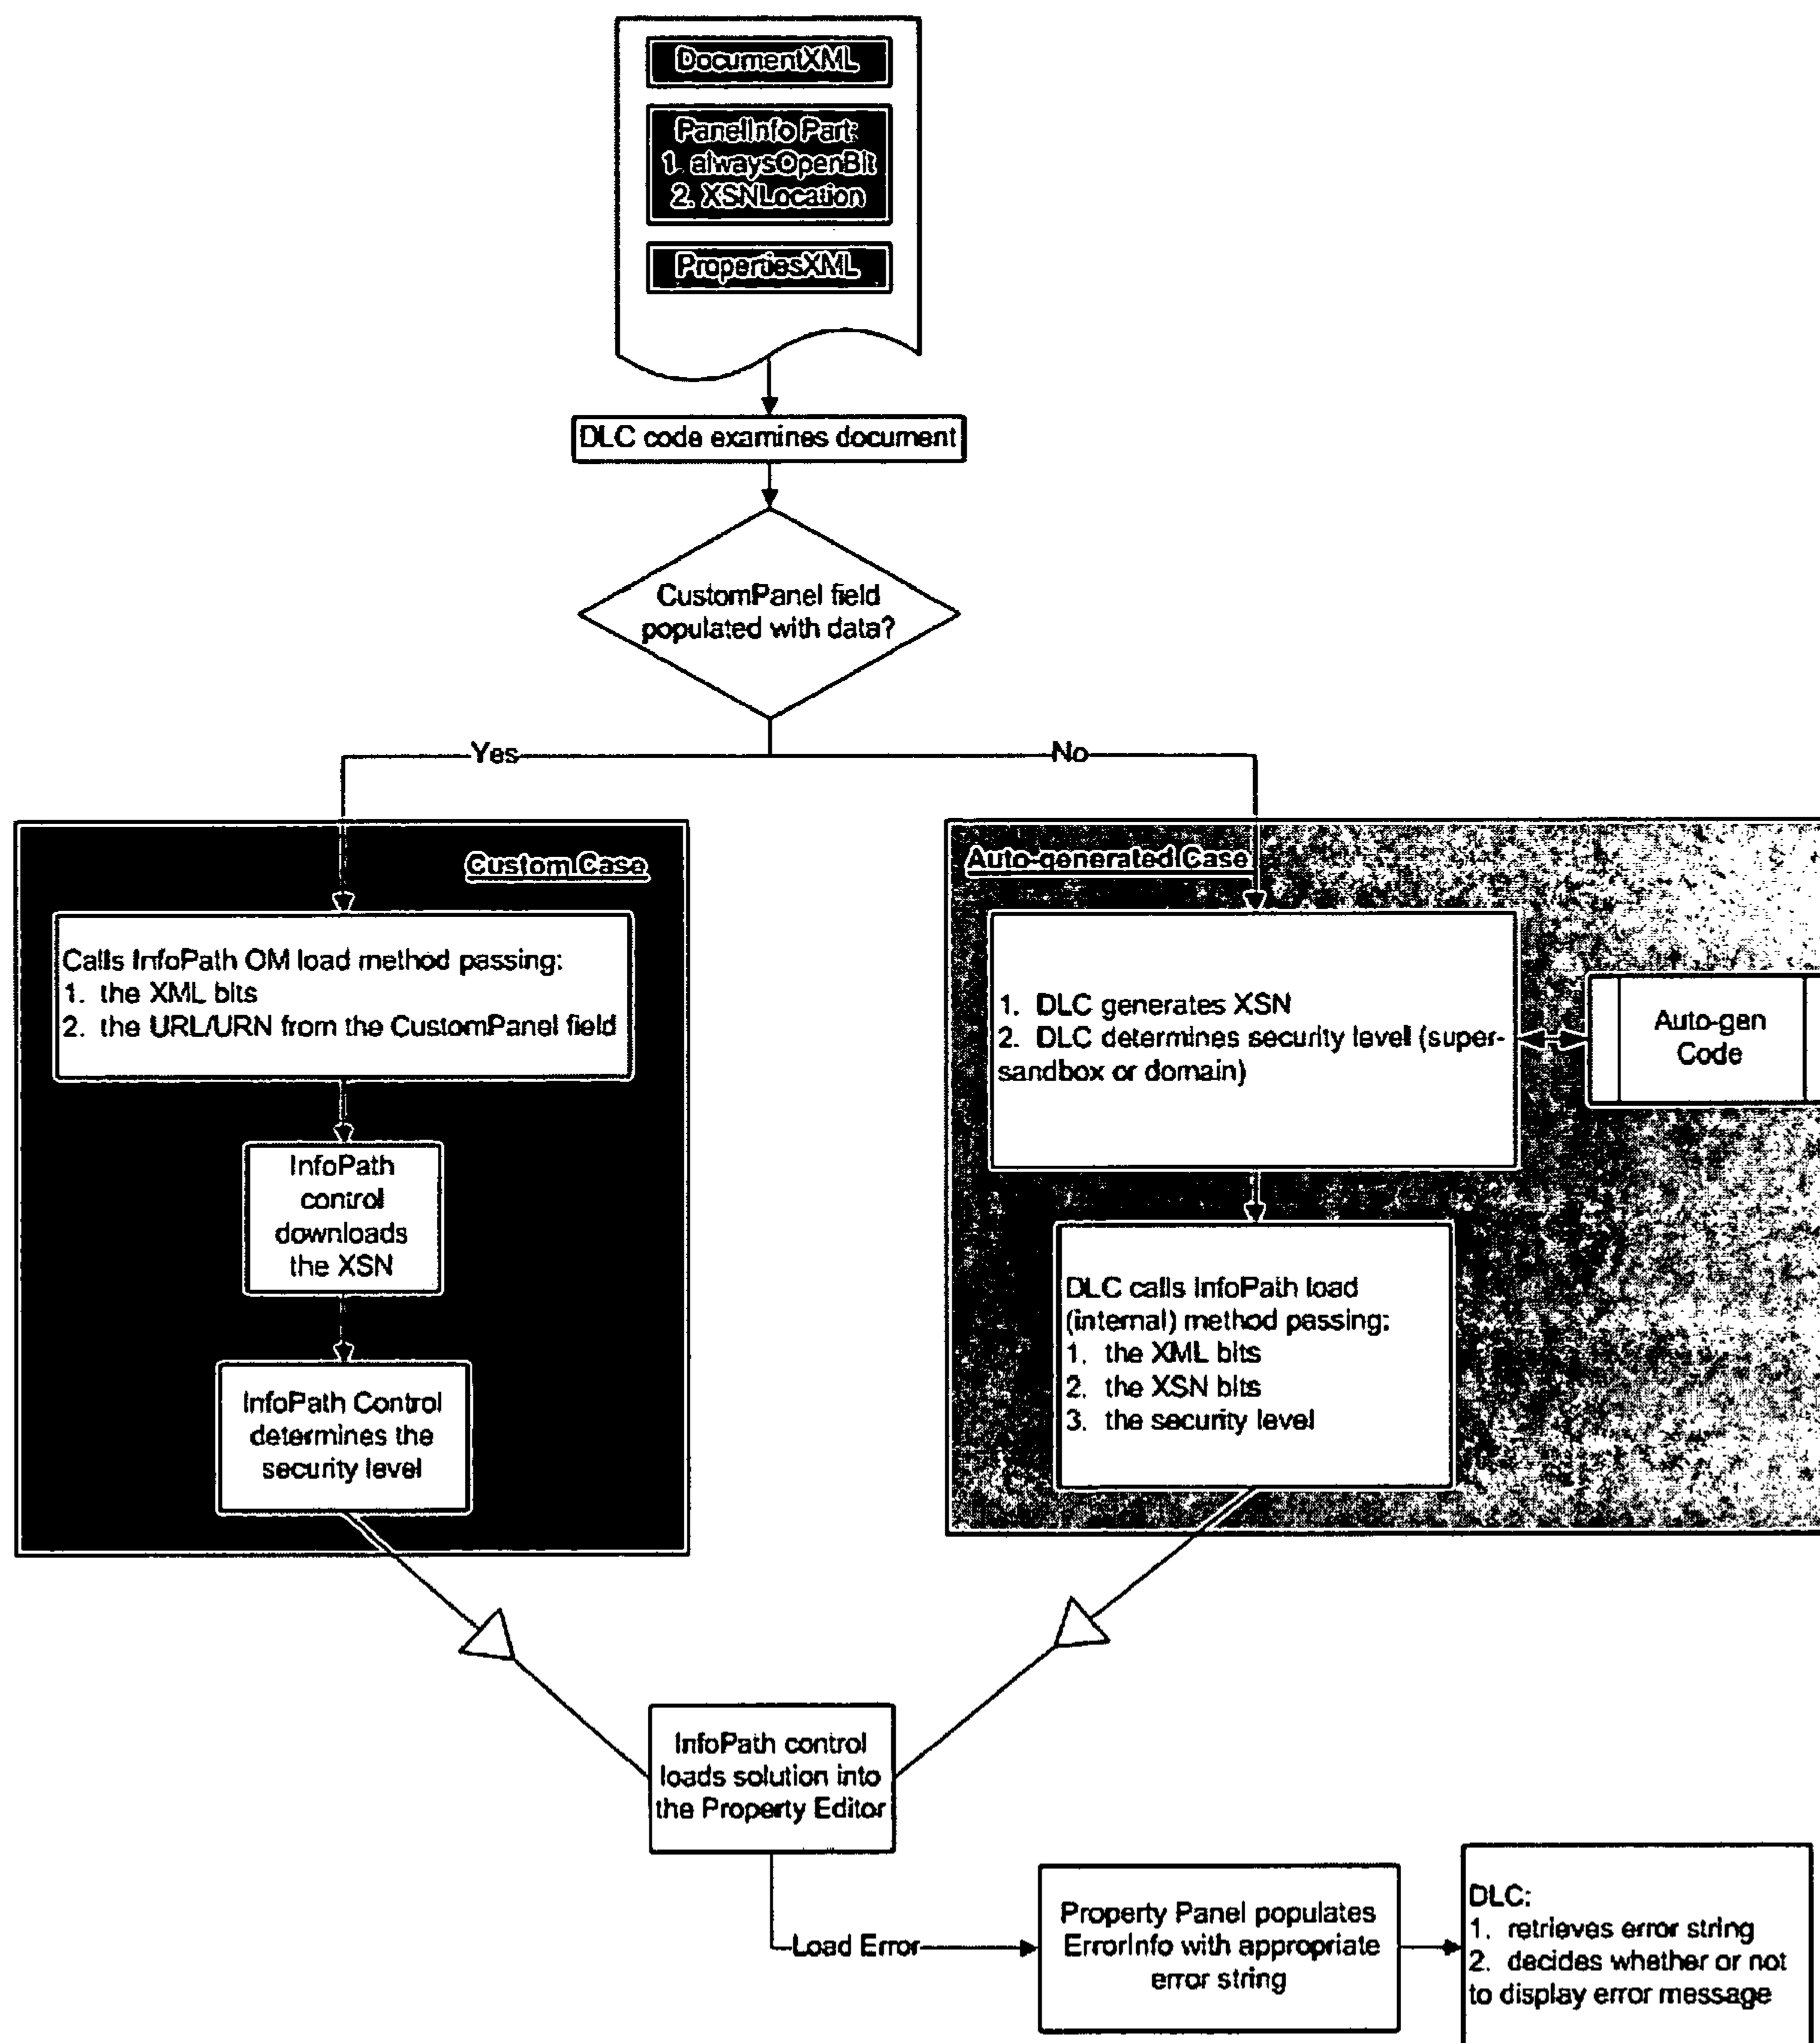 DocumentXML
PanelInfo Part:
1. alwaysOpenBit
2. XSNLocation
PropertiesXML
DLC code examines document
CustomPanel field
populated with data?
Yes
No
Custom Case
Calls InfoPath OM load method passing:
1. the XML bits
2. the URL/URN from the CustomPanel field
InfoPath
control
downloads
the XSN
InfoPath Control
determines the
security level
Auto-generated Case
1. DLC generates XSN
2. DLC determines security level (super-
sandbox or domain)
Auto-gen
Code
DLC calls InfoPath load
(internal) method passing:
1. the XML bits
2. the XSN bits
3. the security level
InfoPath control
loads solution into
the Property Editor
Load Error
Property Panel populates
ErrorInfo with appropriate
error string
DLC:
1. retrieves error string
2. decides whether or not
to display error message